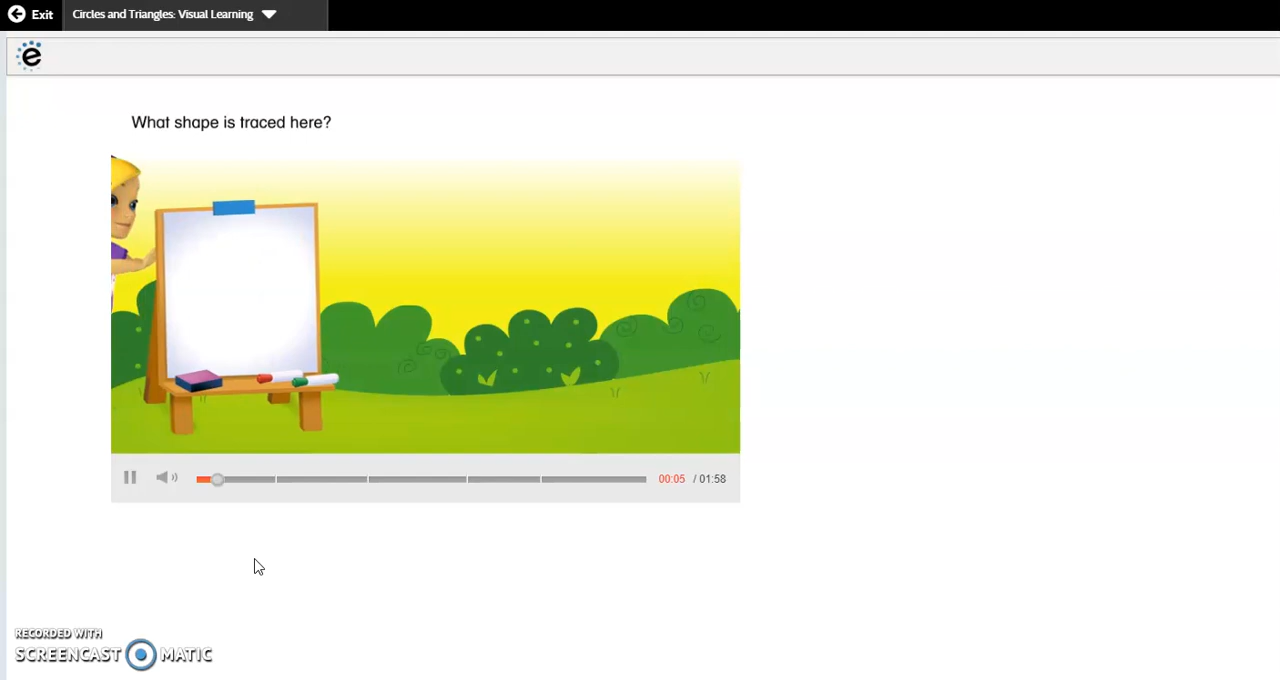 Exit
Circles and Triangles: Visual Learning
e
What shape is traced here?
00:05 / 01:58
RECORDED WITH
SCREENCAST MATIC